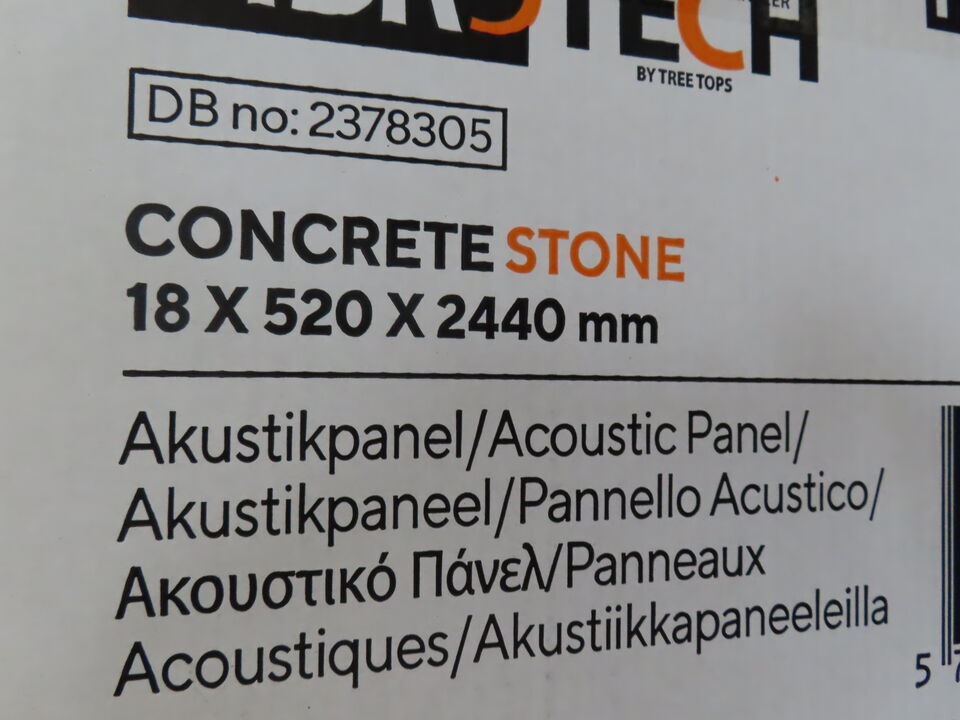 BY TREE TOPS
DB no: 2378305
CONCRETE STONE
18 X 520 X 2440 mm
Akustikpanel/Acoustic Panel/
Akustikpaneel/Pannello Acustico/
Ακουστικό Πάνελ/Panneaux
Acoustiques/Akustiikkapaneeleilla
5